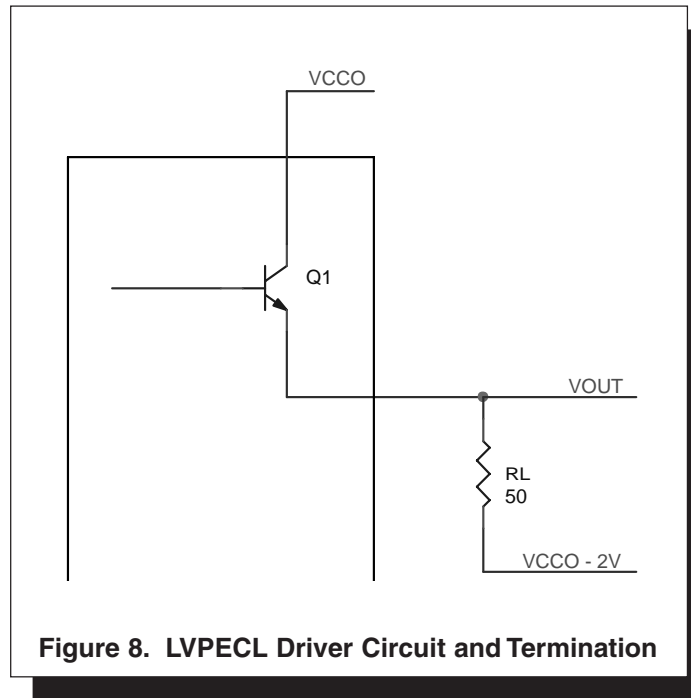 VCCO
Q1
VOUT
RL
50
VCCO - 2V
Figure 8. LVPECL Driver Circuit and Termination